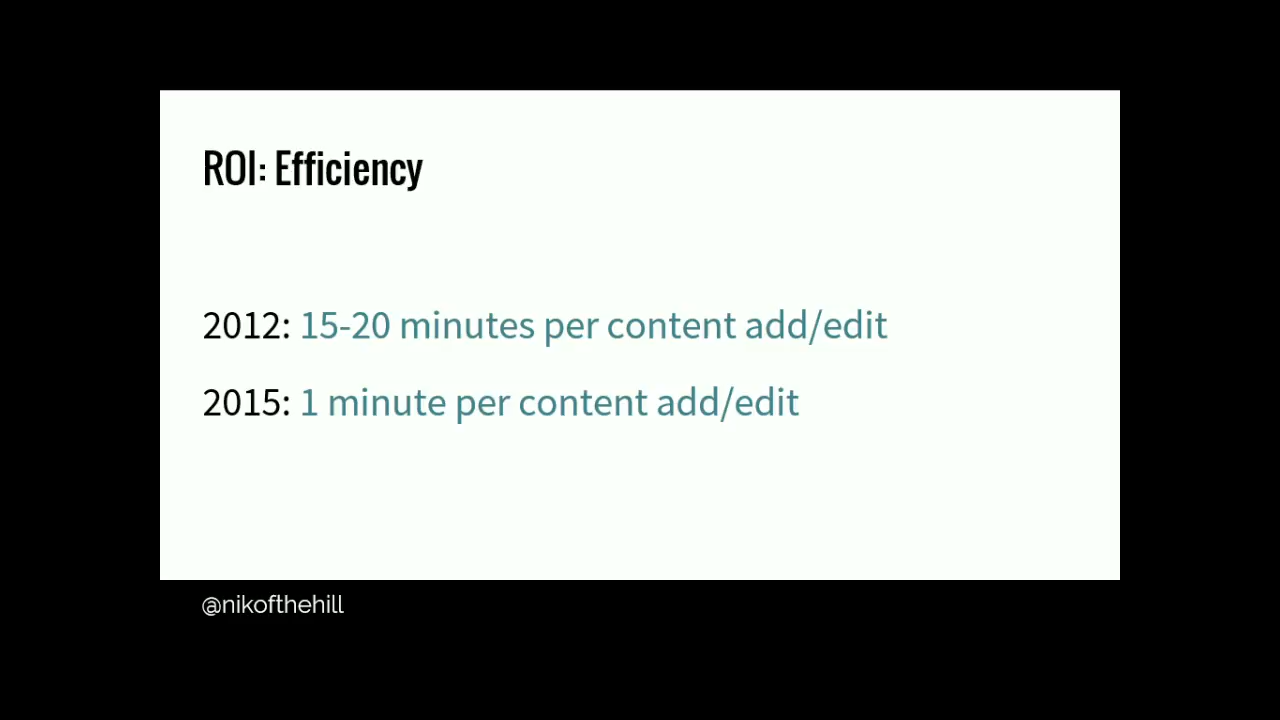 ROI: Efficiency
2012: 15-20 minutes per content add/edit
2015: 1 minute per content add/edit
@nikofthehill